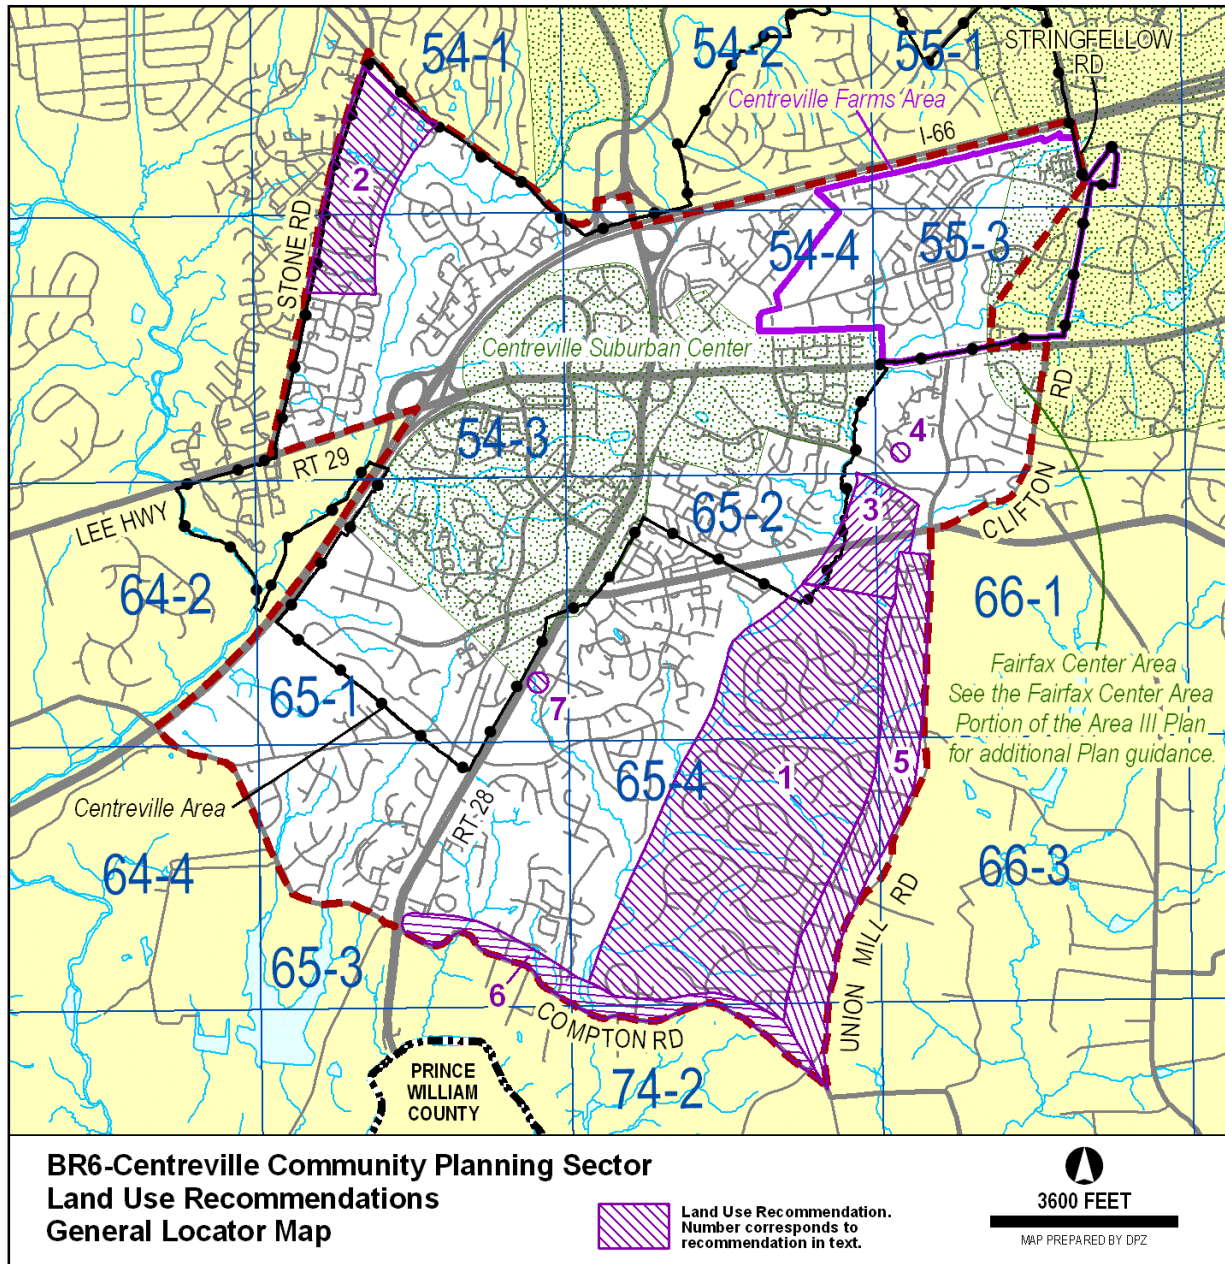 54-1
54-2
55-1
STRINGFELLOW
RD
Centreville Farms Area
I-66
2
STONE RD
54-4
55-3
Centreville Suburban Center
54-3
RT 29
LEE HWY
4
RD
CLIFTON
65-2
3
64-2
66-1
65-1
7
Fairfax Center Area
See the Fairfax Center Area
Portion of the Area III Plan
for additional Plan guidance.
65-4
1
5
Centreville Area
RT-28
64-4
66-3
65-3
6
COMPTON RD
UNION MILL RD
PRINCE
WILLIAM
COUNTY
74-2
BR6-Centreville Community Planning Sector
Land Use Recommendations
General Locator Map
Land Use Recommendation.
Number corresponds to
recommendation in text.
3600 FEET
MAP PREPARED BY DPZ